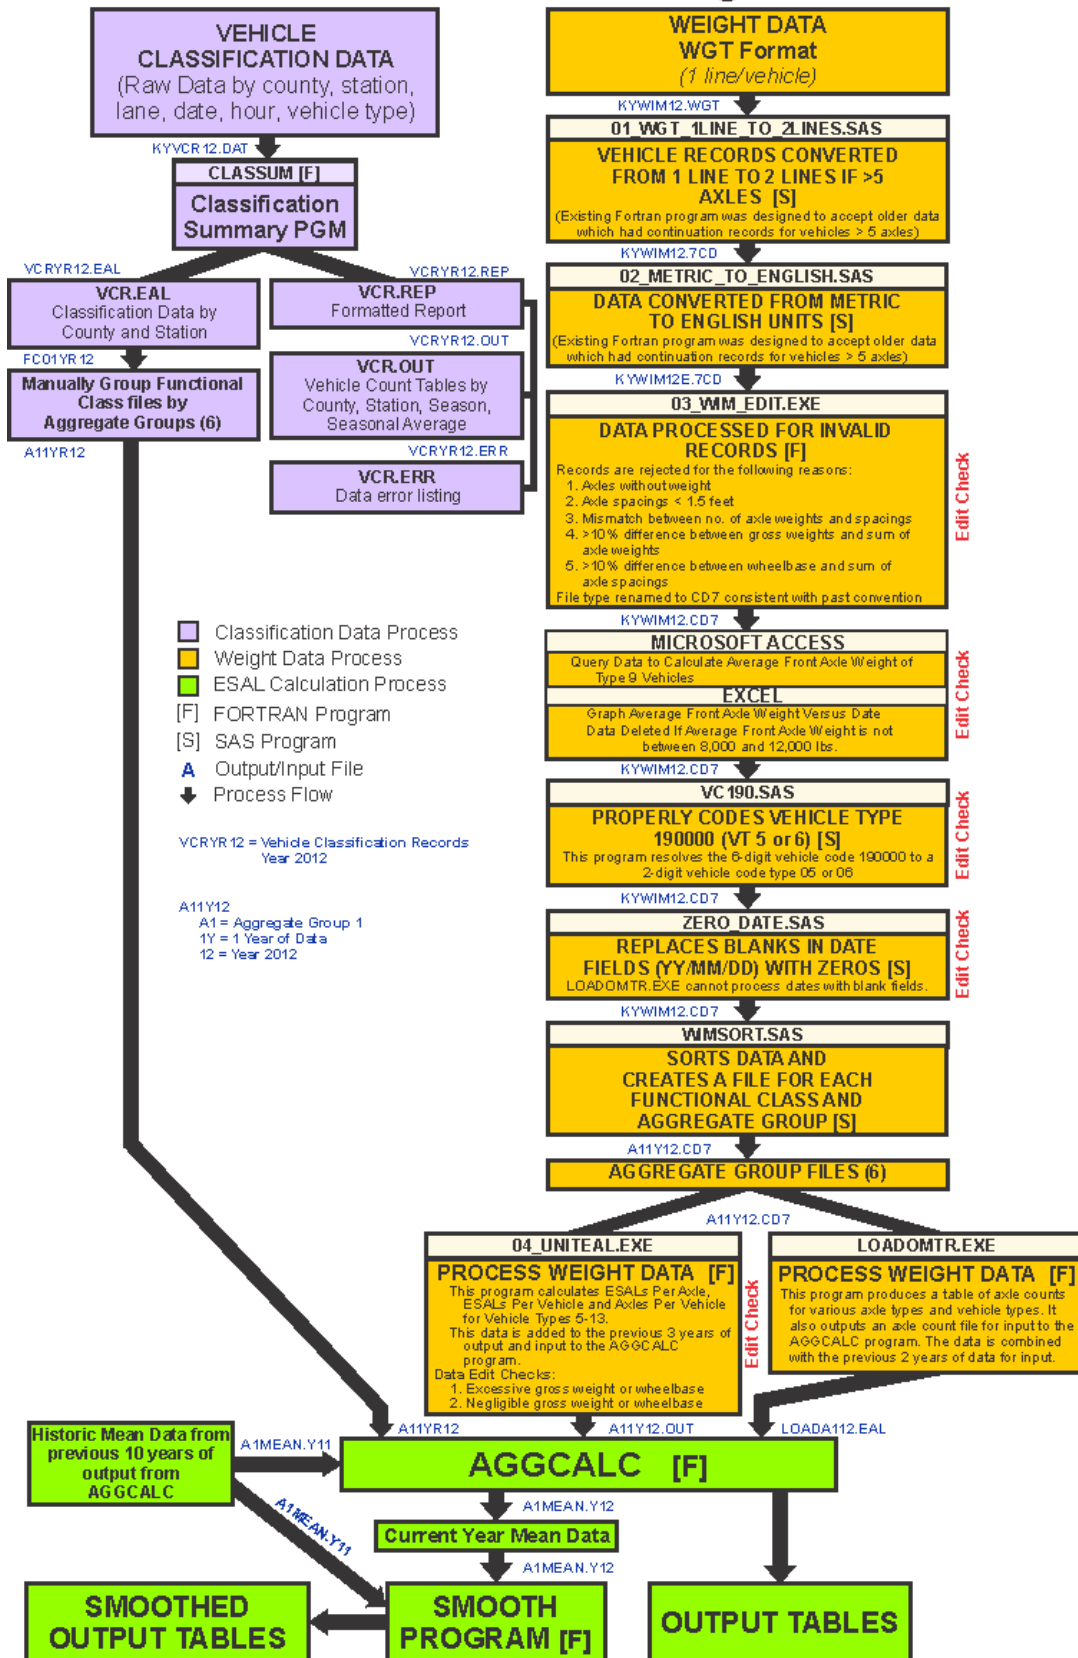 VEHICLE
CLASSIFICATION DATA
(Raw Data by county, station,
lane, date, hour, vehicle type)
KYVCR12.DAT
CLASSUM [F]
Classification
Summary PGM
VCRYR12.EAL
VCR.EAL
Classification Data by
County and Station
FC01YR12
Manually Group Functional
Class files by
Aggregate Groups (6)
A11YR12
VCRYR12.REP
VCR.REP
Formatted Report
VCRYR12.OUT
VCR.OUT
Vehicle Count Tables by
County, Station, Season,
Seasonal Average
VCRYR12.ERR
VCR.ERR
Data error listing
Classification Data Process
Weight Data Process
ESAL Calculation Process
[F] FORTRAN Program
[S] SAS Program
A Output/Input File
Process Flow
VCRYR12 = Vehicle Classification Records
Year 2012
A11Y12
A1 = Aggregate Group 1
1Y = 1 Year of Data
12 = Year 2012
WEIGHT DATA
WGT Format
(1 line/vehicle)
KYWIM12.WGT
01_WGT_1LINE_TO_2LINES.SAS
VEHICLE RECORDS CONVERTED
FROM 1 LINE TO 2 LINES IF >5
AXLES [S]
(Existing Fortran program was designed to accept older data
which had continuation records for vehicles > 5 axles)
KYWIM12.7CD
02_METRIC_TO_ENGLISH.SAS
DATA CONVERTED FROM METRIC
TO ENGLISH UNITS [S]
(Existing Fortran program was designed to accept older data
which had continuation records for vehicles > 5 axles)
KYWIM12E.7CD
03_WIM_EDIT.EXE
DATA PROCESSED FOR INVALID
RECORDS [F]
Records are rejected for the following reasons:
1. Axles without weight
2. Axle spacings < 1.5 feet
3. Mismatch between no. of axle weights and spacings
4. >10% difference between gross weights and sum of
axle weights
5. >10% difference between wheelbase and sum of
axle spacings
File type renamed to CD7 consistent with past convention
Edit Check
KYWIM12.CD7
MICROSOFT ACCESS
Query Data to Calculate Average Front Axle Weight of
Type 9 Vehicles
EXCEL
Graph Average Front Axle Weight Versus Date
Data Deleted If Average Front Axle Weight is not
between 8,000 and 12,000 lbs.
Edit Check
KYWIM12.CD7
VC190.SAS
PROPERLY CODES VEHICLE TYPE
190000 (VT 5 or 6) [S]
This program resolves the 6-digit vehicle code 190000 to a
2-digit vehicle code type 05 or 06
Edit Check
KYWIM12.CD7
ZERO_DATE.SAS
REPLACES BLANKS IN DATE
FIELDS (YY/MM/DD) WITH ZEROS [S]
LOADOMTR.EXE cannot process dates with blank fields.
Edit Check
KYWIM12.CD7
WIMSORT.SAS
SORTS DATA AND
CREATES A FILE FOR EACH
FUNCTIONAL CLASS AND
AGGREGATE GROUP [S]
A11Y12.CD7
AGGREGATE GROUP FILES (6)
A11Y12.CD7
04_UNITEAL.EXE
PROCESS WEIGHT DATA [F]
This program calculates ESALs Per Axle,
ESALs Per Vehicle and Axles Per Vehicle
for Vehicle Types 5-13.
This data is added to the previous 3 years of
output and input to the AGGCALC
program.
Data Edit Checks:
1. Excessive gross weight or wheelbase
2. Negligible gross weight or wheelbase
Edit Check
LOADOMTR.EXE
PROCESS WEIGHT DATA [F]
This program produces a table of axle counts
for various axle types and vehicle types. It
also outputs an axle count file for input to the
AGGCALC program. The data is combined
with the previous 2 years of data for input.
A11YR12
A11Y12.OUT
LOADA112.EAL
Historic Mean Data from
previous 10 years of
output from
AGGCALC
A1MEAN.Y11
AGGCALC [F]
A1MEAN.Y11
A1MEAN.Y12
Current Year Mean Data
A1MEAN.Y12
SMOOTHED
OUTPUT TABLES
SMOOTH
PROGRAM [F]
OUTPUT TABLES